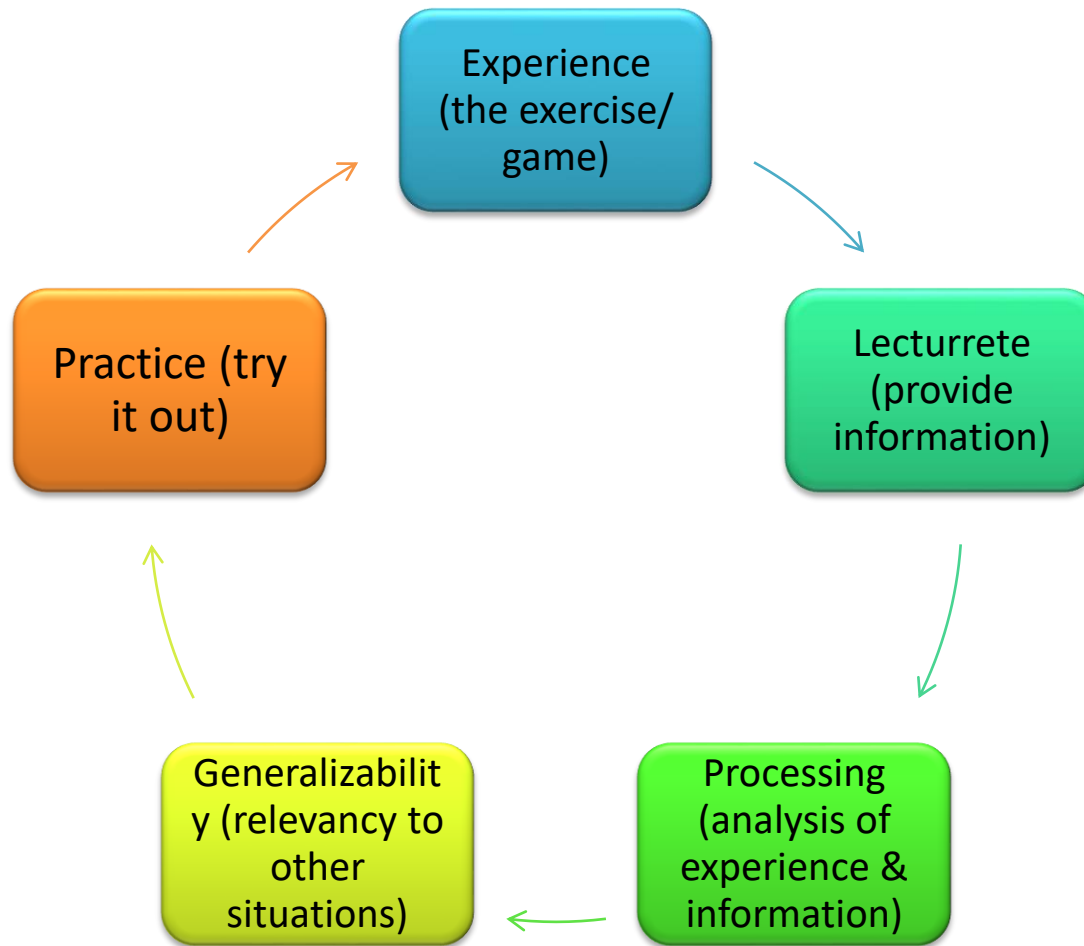 Experience
(the exercise/
game)
Lecturrete
(provide
information)
Processing
(analysis of
experience &
information)
Generalizabilit
y (relevancy to
other
situations)
Practice (try
it out)